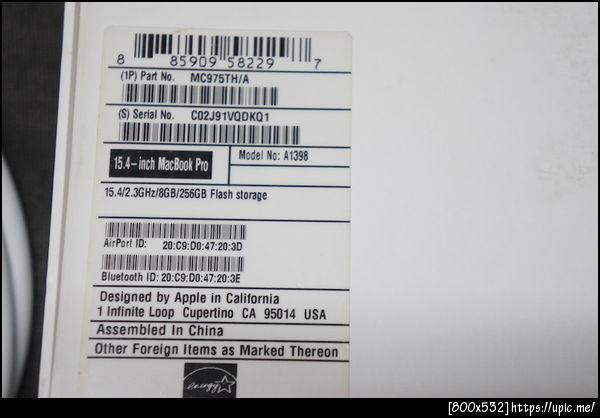 8 85909 58229 7
(1P) Part No. MC975TH/A
(S) Serial No. C02J91VQDKQ1
15.4-inch MacBook Pro
Model No: A1398
15.4/2.3GHz/8GB/256GB Flash storage
AirPort ID: 20:C9:D0:47:20:3D
Bluetooth ID: 20:C9:D0:47:20:3E
Designed by Apple in California
1 Infinite Loop Cupertino CA 95014 USA
Assembled In China
Other Foreign Items as Marked Thereon
energy
[800x532]https://upic.me/